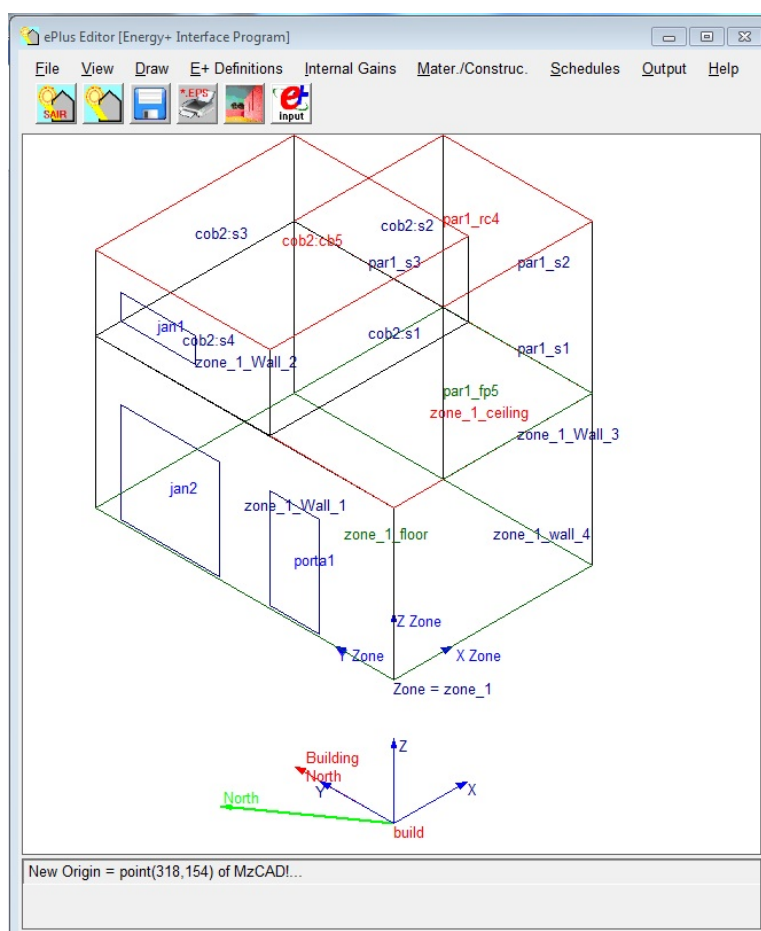 ePlus Editor [Energy+ Interface Program]
File View Draw E+ Definitions Internal Gains Mater./Construc. Schedules Output Help
SAIR
*.EPS
e+
input
par1_rc4
cob2:s3
cob2:s2
cob2:cb5
par1_s3
par1_s2
jan1
cob2:s4
cob2:s1
zone_1_Wall_2
par1_s1
par1_fp5
zone_1_ceiling
zone_1_Wall_3
jan2
zone_1_Wall_1
zone_1_floor
zone_1_wall_4
porta1
Z Zone
Y Zone
X Zone
Zone = zone_1
Z
Building
North
Y
X
North
build
New Origin = point(318,154) of MzCAD!...